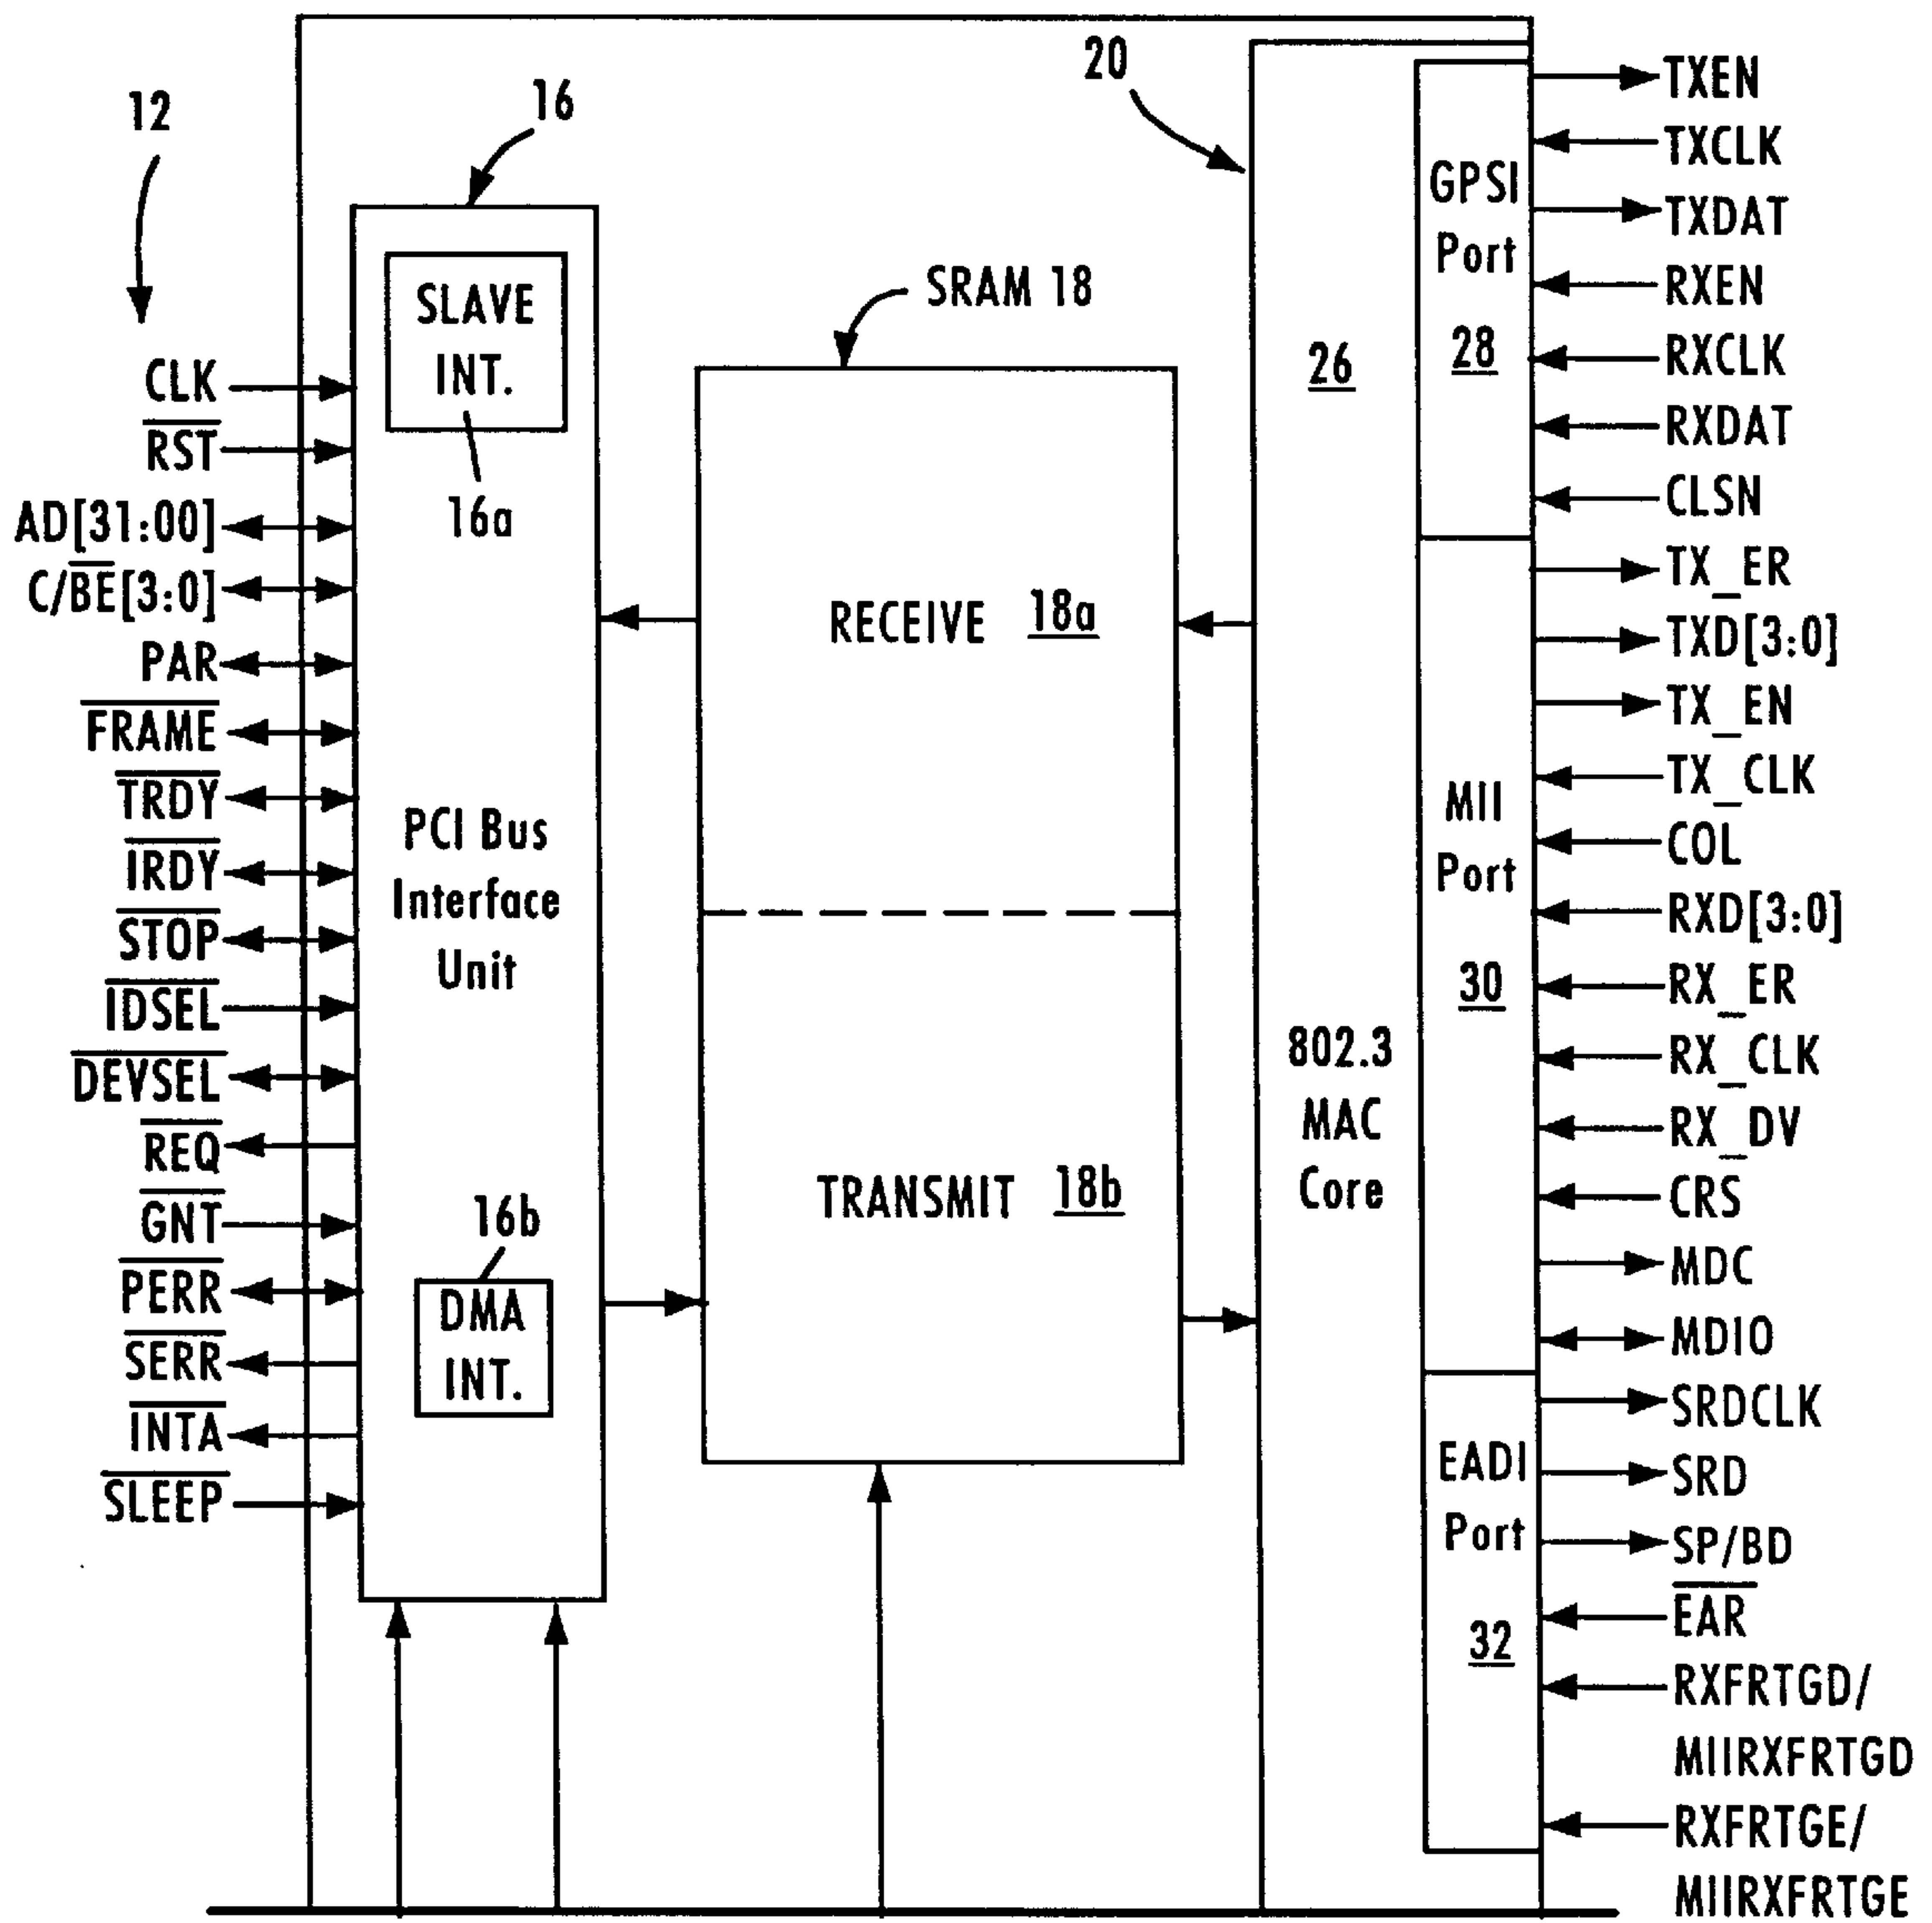 12
16
20
CLK
RST
AD[31:00]
C/BE[3:0]
PAR
FRAME
TRDY
IRDY
STOP
IDSEL
DEVSEL
REQ
GNT
PERR
SERR
INTA
SLEEP
SLAVE
INT.
16a
PCI Bus
Interface
Unit
16b
DMA
INT.
SRAM 18
RECEIVE 18a
TRANSMIT 18b
26
802.3
MAC
Core
GPSI
Port
28
MII
Port
30
EADI
Port
32
TXEN
TXCLK
TXDAT
RXEN
RXCLK
RXDAT
CLSN
TX_ER
TXD[3:0]
TX_EN
TX_CLK
COL
RXD[3:0]
RX_ER
RX_CLK
RX_DV
CRS
MDC
MDIO
SRDCLK
SRD
SP/BD
EAR
RXFRTGD/
MIIRXFRTGD
RXFRTGE/
MIIRXFRTGE